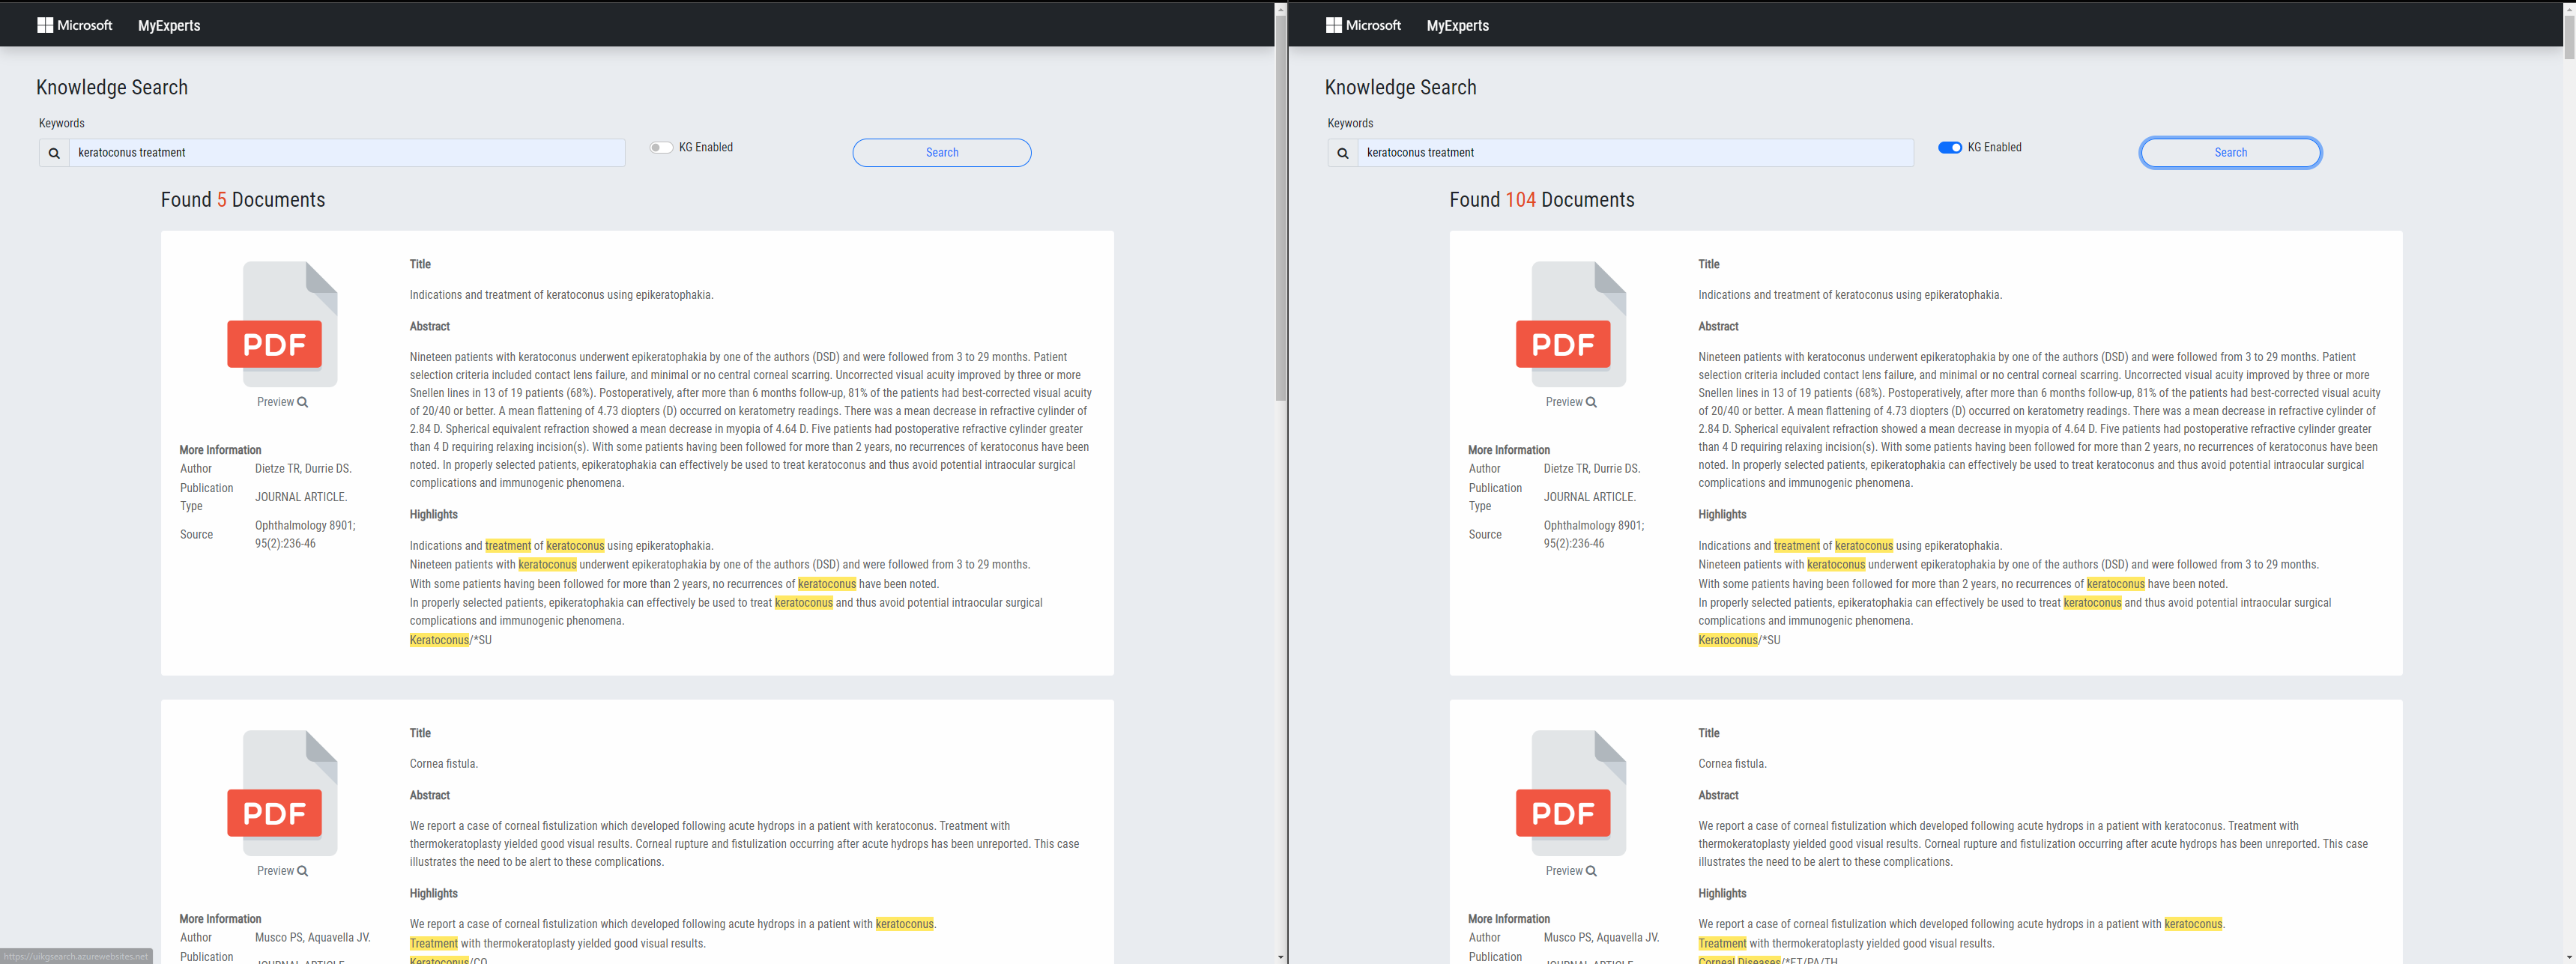 Microsoft MyExperts
Knowledge Search
Keywords
keratoconus treatment
KG Enabled
Search
Found 5 Documents
PDF
Preview
More Information
Author Dietze TR, Durrie DS.
Publication
Type
JOURNAL ARTICLE.
Source
Ophthalmology 8901;
95(2):236-46
Title
Indications and treatment of keratoconus using epikeratophakia.
Abstract
Nineteen patients with keratoconus underwent epikeratophakia by one of the authors (DSD) and were followed from 3 to 29 months. Patient
selection criteria included contact lens failure, and minimal or no central corneal scarring. Uncorrected visual acuity improved by three or more
Snellen lines in 13 of 19 patients (68%). Postoperatively, after more than 6 months follow-up, 81% of the patients had best-corrected visual acuity
of 20/40 or better. A mean flattening of 4.73 diopters (D) occurred on keratometry readings. There was a mean decrease in refractive cylinder of
2.84 D. Spherical equivalent refraction showed a mean decrease in myopia of 4.64 D. Five patients had postoperative refractive cylinder greater
than 4 D requiring relaxing incision(s). With some patients having been followed for more than 2 years, no recurrences of keratoconus have been
noted. In properly selected patients, epikeratophakia can effectively be used to treat keratoconus and thus avoid potential intraocular surgical
complications and immunogenic phenomena.
Highlights
Indications and treatment of keratoconus using epikeratophakia.
Nineteen patients with keratoconus underwent epikeratophakia by one of the authors (DSD) and were followed from 3 to 29 months.
With some patients having been followed for more than 2 years, no recurrences of keratoconus have been noted.
In properly selected patients, epikeratophakia can effectively be used to treat keratoconus and thus avoid potential intraocular surgical
complications and immunogenic phenomena.
Keratoconus/*SU
PDF
Preview
More Information
Author Musco PS, Aquavella JV.
Publication
JOURNAL ARTICLE.
Title
Cornea fistula.
Abstract
We report a case of corneal fistulization which developed following acute hydrops in a patient with keratoconus. Treatment with
thermokeratoplasty yielded good visual results. Corneal rupture and fistulization occurring after acute hydrops has been unreported. This case
illustrates the need to be alert to these complications.
Highlights
We report a case of corneal fistulization which developed following acute hydrops in a patient with keratoconus.
Treatment with thermokeratoplasty yielded good visual results.
Keratoconus/CO
https://uikgsearch.azurewebsites.net
Microsoft MyExperts
Knowledge Search
Keywords
keratoconus treatment
KG Enabled
Search
Found 104 Documents
PDF
Preview
More Information
Author Dietze TR, Durrie DS.
Publication
Type
JOURNAL ARTICLE.
Source
Ophthalmology 8901;
95(2):236-46
Title
Indications and treatment of keratoconus using epikeratophakia.
Abstract
Nineteen patients with keratoconus underwent epikeratophakia by one of the authors (DSD) and were followed from 3 to 29 months. Patient
selection criteria included contact lens failure, and minimal or no central corneal scarring. Uncorrected visual acuity improved by three or more
Snellen lines in 13 of 19 patients (68%). Postoperatively, after more than 6 months follow-up, 81% of the patients had best-corrected visual acuity
of 20/40 or better. A mean flattening of 4.73 diopters (D) occurred on keratometry readings. There was a mean decrease in refractive cylinder of
2.84 D. Spherical equivalent refraction showed a mean decrease in myopia of 4.64 D. Five patients had postoperative refractive cylinder greater
than 4 D requiring relaxing incision(s). With some patients having been followed for more than 2 years, no recurrences of keratoconus have been
noted. In properly selected patients, epikeratophakia can effectively be used to treat keratoconus and thus avoid potential intraocular surgical
complications and immunogenic phenomena.
Highlights
Indications and treatment of keratoconus using epikeratophakia.
Nineteen patients with keratoconus underwent epikeratophakia by one of the authors (DSD) and were followed from 3 to 29 months.
With some patients having been followed for more than 2 years, no recurrences of keratoconus have been noted.
In properly selected patients, epikeratophakia can effectively be used to treat keratoconus and thus avoid potential intraocular surgical
complications and immunogenic phenomena.
Keratoconus/*SU
PDF
Preview
More Information
Author Musco PS, Aquavella JV.
Publication
JOURNAL ARTICLE.
Title
Cornea fistula.
Abstract
We report a case of corneal fistulization which developed following acute hydrops in a patient with keratoconus. Treatment with
thermokeratoplasty yielded good visual results. Corneal rupture and fistulization occurring after acute hydrops has been unreported. This case
illustrates the need to be alert to these complications.
Highlights
We report a case of corneal fistulization which developed following acute hydrops in a patient with keratoconus.
Treatment with thermokeratoplasty yielded good visual results.
Corneal Diseases/*ET/PA/TH